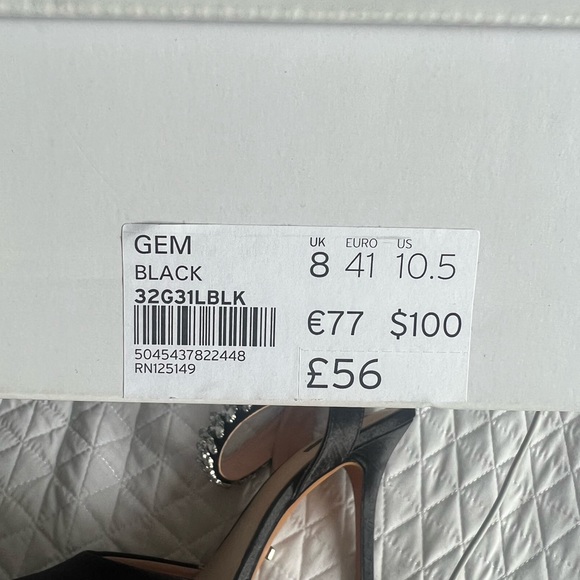 GEM
BLACK
32G31LBLK
5045437822448
RN125149
UK EURO US
8 41 10.5
€77 $100
£56